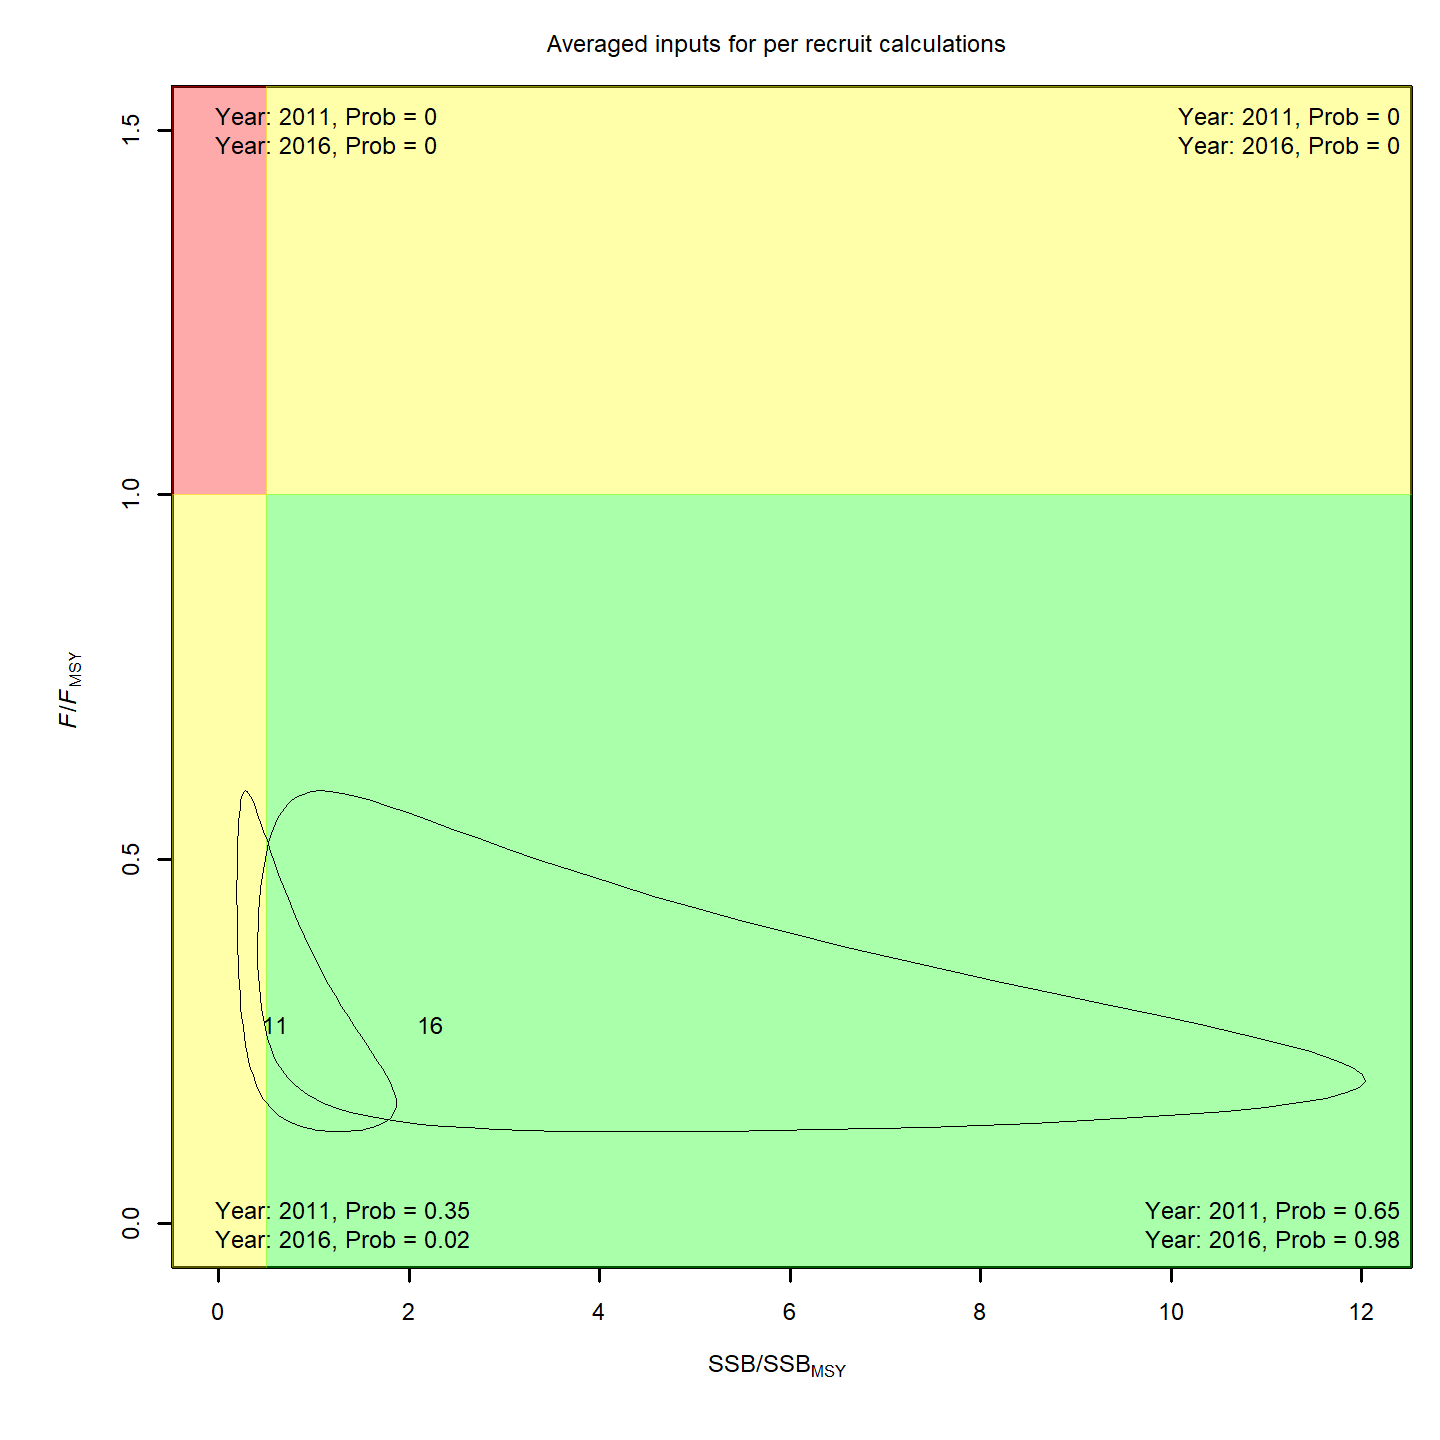 Averaged inputs for per recruit calculations
Year: 2011, Prob = 0
Year: 2016, Prob = 0
Year: 2011, Prob = 0
Year: 2016, Prob = 0
1.5
1.0
0.5
0.0
F/FMSY
11
16
Year: 2011, Prob = 0.35
Year: 2016, Prob = 0.02
Year: 2011, Prob = 0.65
Year: 2016, Prob = 0.98
0 2 4 6 8 10 12
SSB/SSBMSY